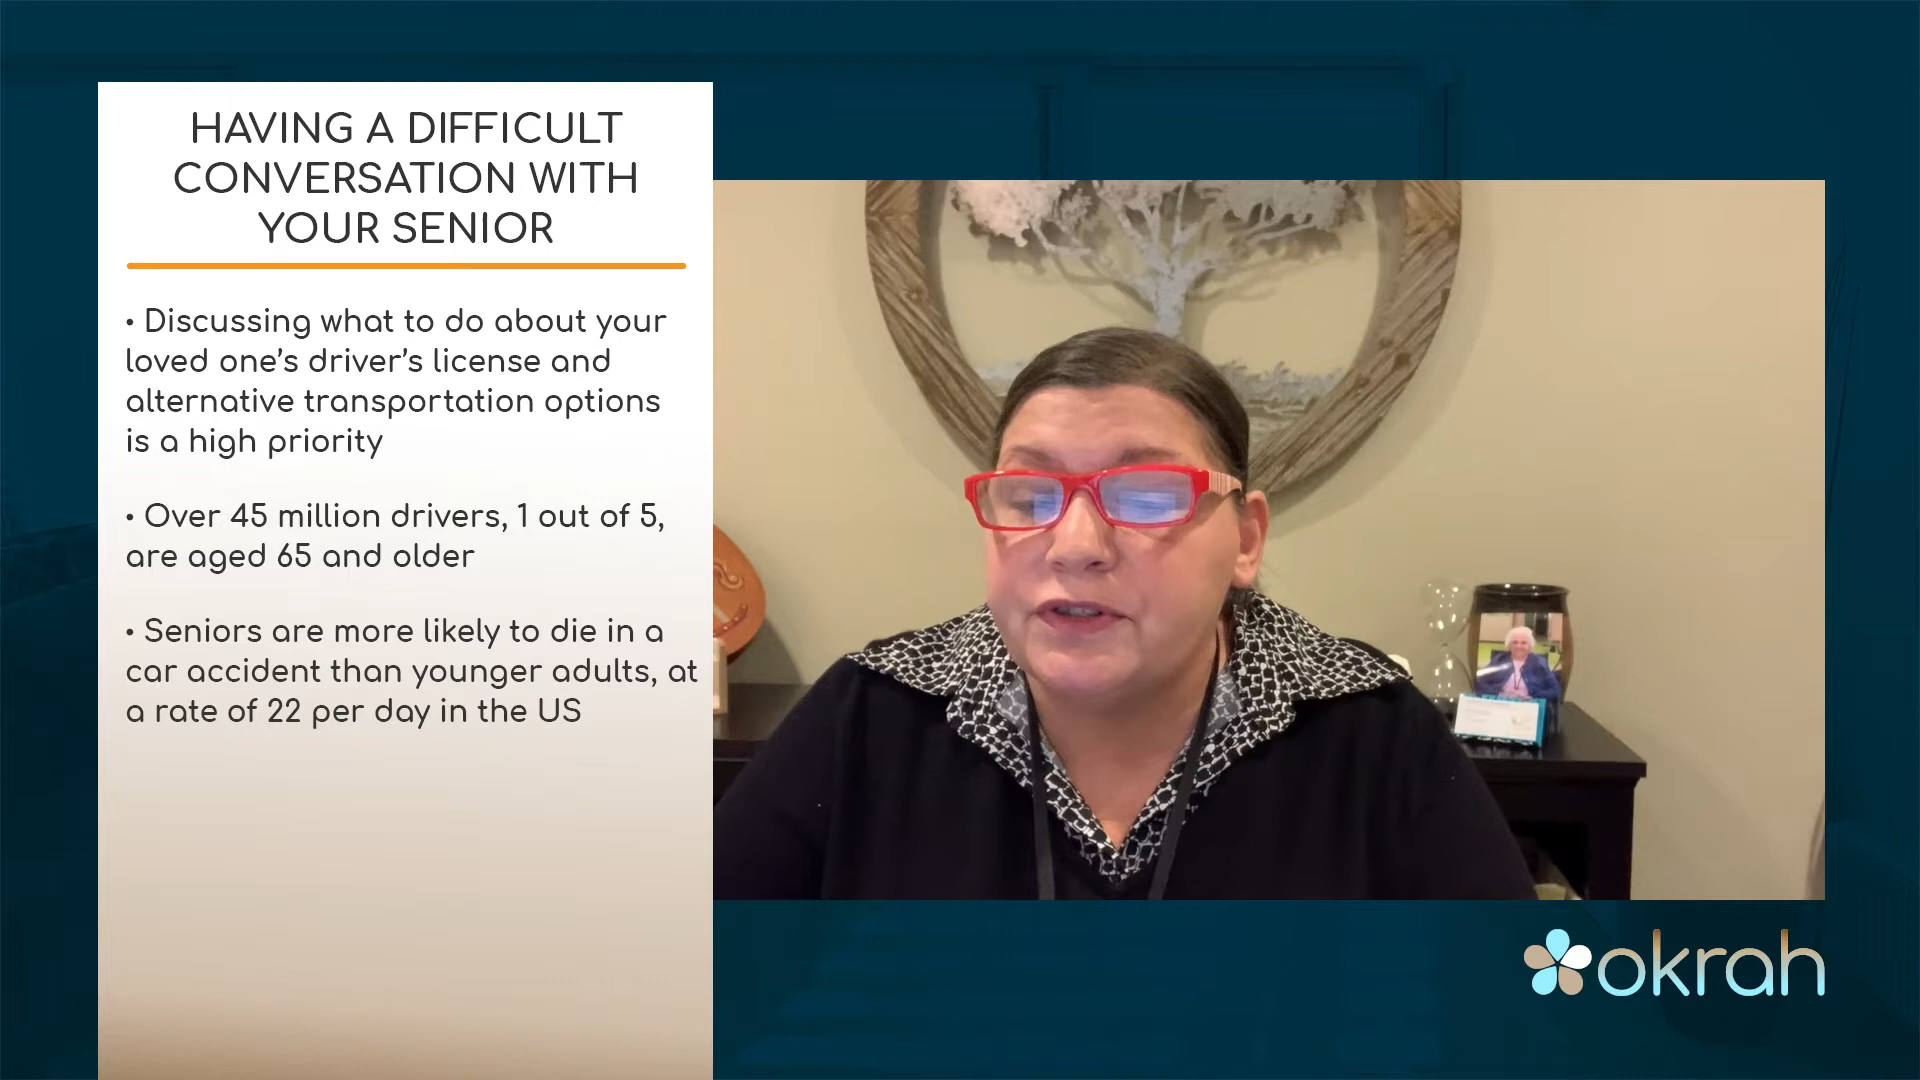 HAVING A DIFFICULT
CONVERSATION WITH
YOUR SENIOR
• Discussing what to do about your
loved one's driver's license and
alternative transportation options
is a high priority
• Over 45 million drivers, 1 out of 5,
are aged 65 and older
• Seniors are more likely to die in a
car accident than younger adults, at
a rate of 22 per day in the US
okrah